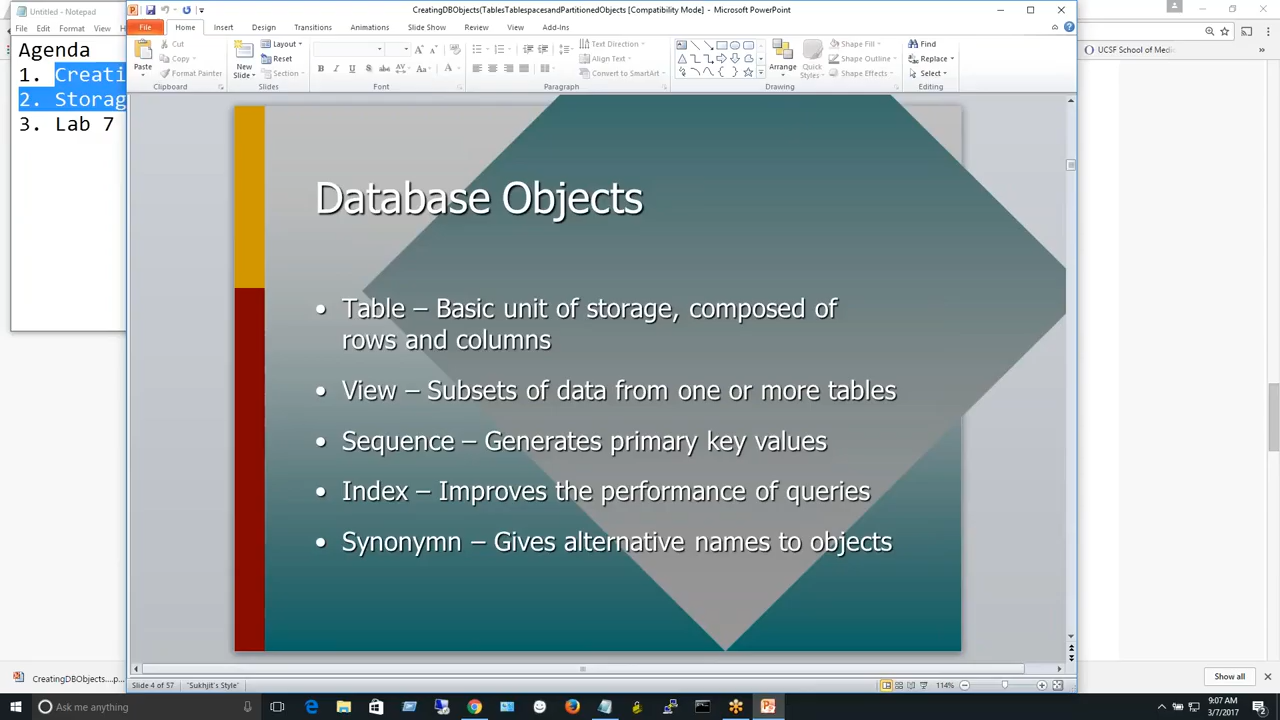 Untitled - Notepad
File Edit Format
Agenda
1. Creati
2. Storag
3. Lab 7
CreatingDBObjects(TablesTablespacesandPartitionedObjects [Compatibility Mode] - Microsoft PowerPoint
File Home Insert Design Transitions Animations Slide Show Review View Add-Ins
Paste
Cut
Copy
Format Painter
Clipboard
New
Slide
Layout
Reset
Section
Slides
Font
Text Direction
Align Text
Convert to SmartArt
Paragraph
Arrange
Quick
Styles
Shape Fill
Shape Outline
Shape Effects
Drawing
Find
Replace
Select
Editing
UCSF School of Med
Database Objects
• Table – Basic unit of storage, composed of
rows and columns
• View – Subsets of data from one or more tables
• Sequence – Generates primary key values
• Index – Improves the performance of queries
• Synonymn – Gives alternative names to objects
Slide 4 of 57
"Sukhjit's Style"
114%
CreatingDBObjects....p...
Show all
Ask me anything
9:07 AM
3/7/2017